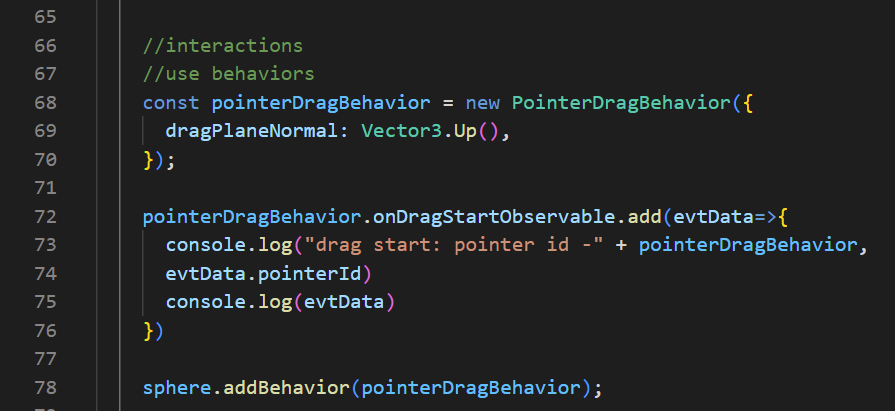 65
66 //interactions
67 //use behaviors
68 const pointerDragBehavior = new PointerDragBehavior({
69 dragPlaneNormal: Vector3.Up(),
70 });
71
72 pointerDragBehavior.onDragStartObservable.add(evtData=>{
73 console.log("drag start: pointer id -" + pointerDragBehavior,
74 evtData.pointerId)
75 console.log(evtData)
76 })
77
78 sphere.addBehavior(pointerDragBehavior);